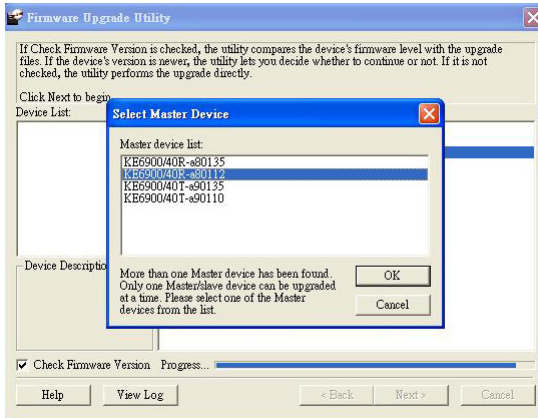 Firmware Upgrade Utility
If Check Firmware Version is checked, the utility compares the device's firmware level with the upgrade
files. If the device's version is newer, the utility lets you decide whether to continue or not. If it is not
checked, the utility performs the upgrade directly.
Click Next to begin
Device List:
Select Master Device
Master device list:
KE6900/40R-a80135
KE6900/40R-a80112
KE6900/40T-a90135
KE6900/40T-a90110
More than one Master device has been found.
Only one Master/slave device can be upgraded
at a time. Please select one of the Master
devices from the list.
OK
Cancel
Device Descriptio
Check Firmware Version Progress...
Help View Log < Back Next > Cancel